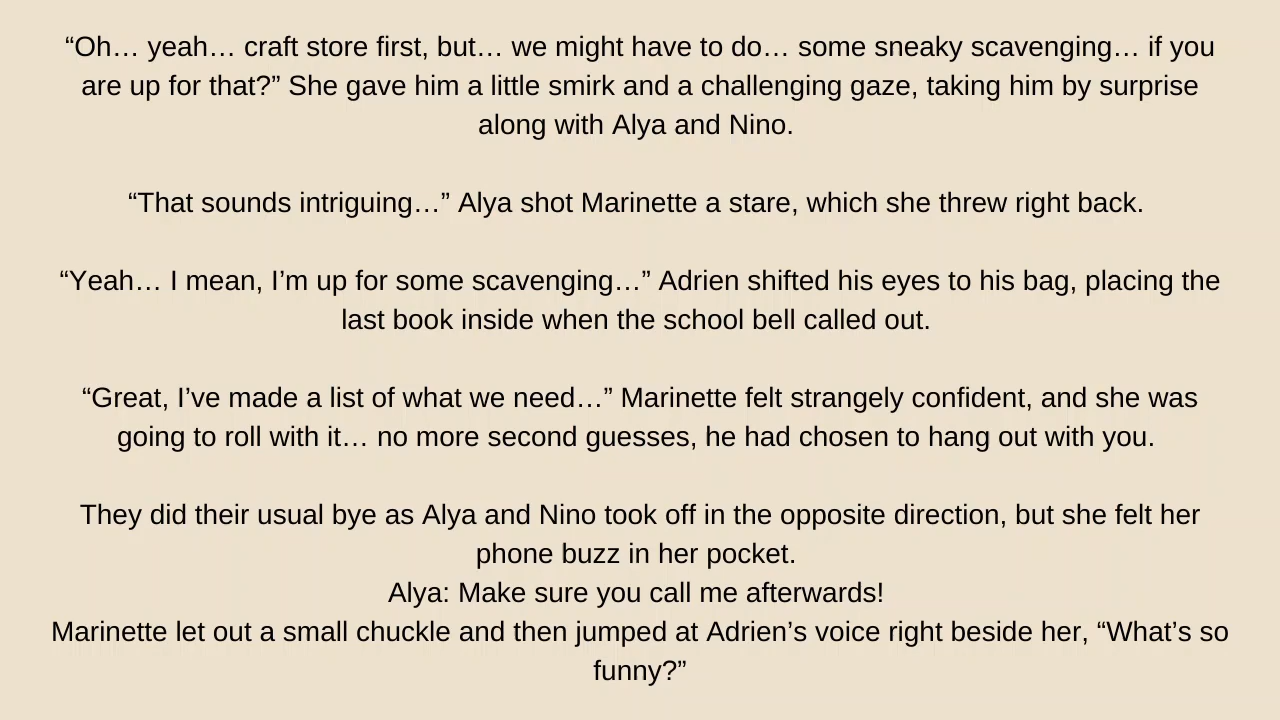 “Oh… yeah… craft store first, but… we might have to do… some sneaky scavenging… if you
are up for that?” She gave him a little smirk and a challenging gaze, taking him by surprise
along with Alya and Nino.
“That sounds intriguing…” Alya shot Marinette a stare, which she threw right back.
“Yeah… I mean, I’m up for some scavenging…” Adrien shifted his eyes to his bag, placing the
last book inside when the school bell called out.
“Great, I’ve made a list of what we need…” Marinette felt strangely confident, and she was
going to roll with it… no more second guesses, he had chosen to hang out with you.
They did their usual bye as Alya and Nino took off in the opposite direction, but she felt her
phone buzz in her pocket.
Alya: Make sure you call me afterwards!
Marinette let out a small chuckle and then jumped at Adrien’s voice right beside her, “What’s so
funny?”